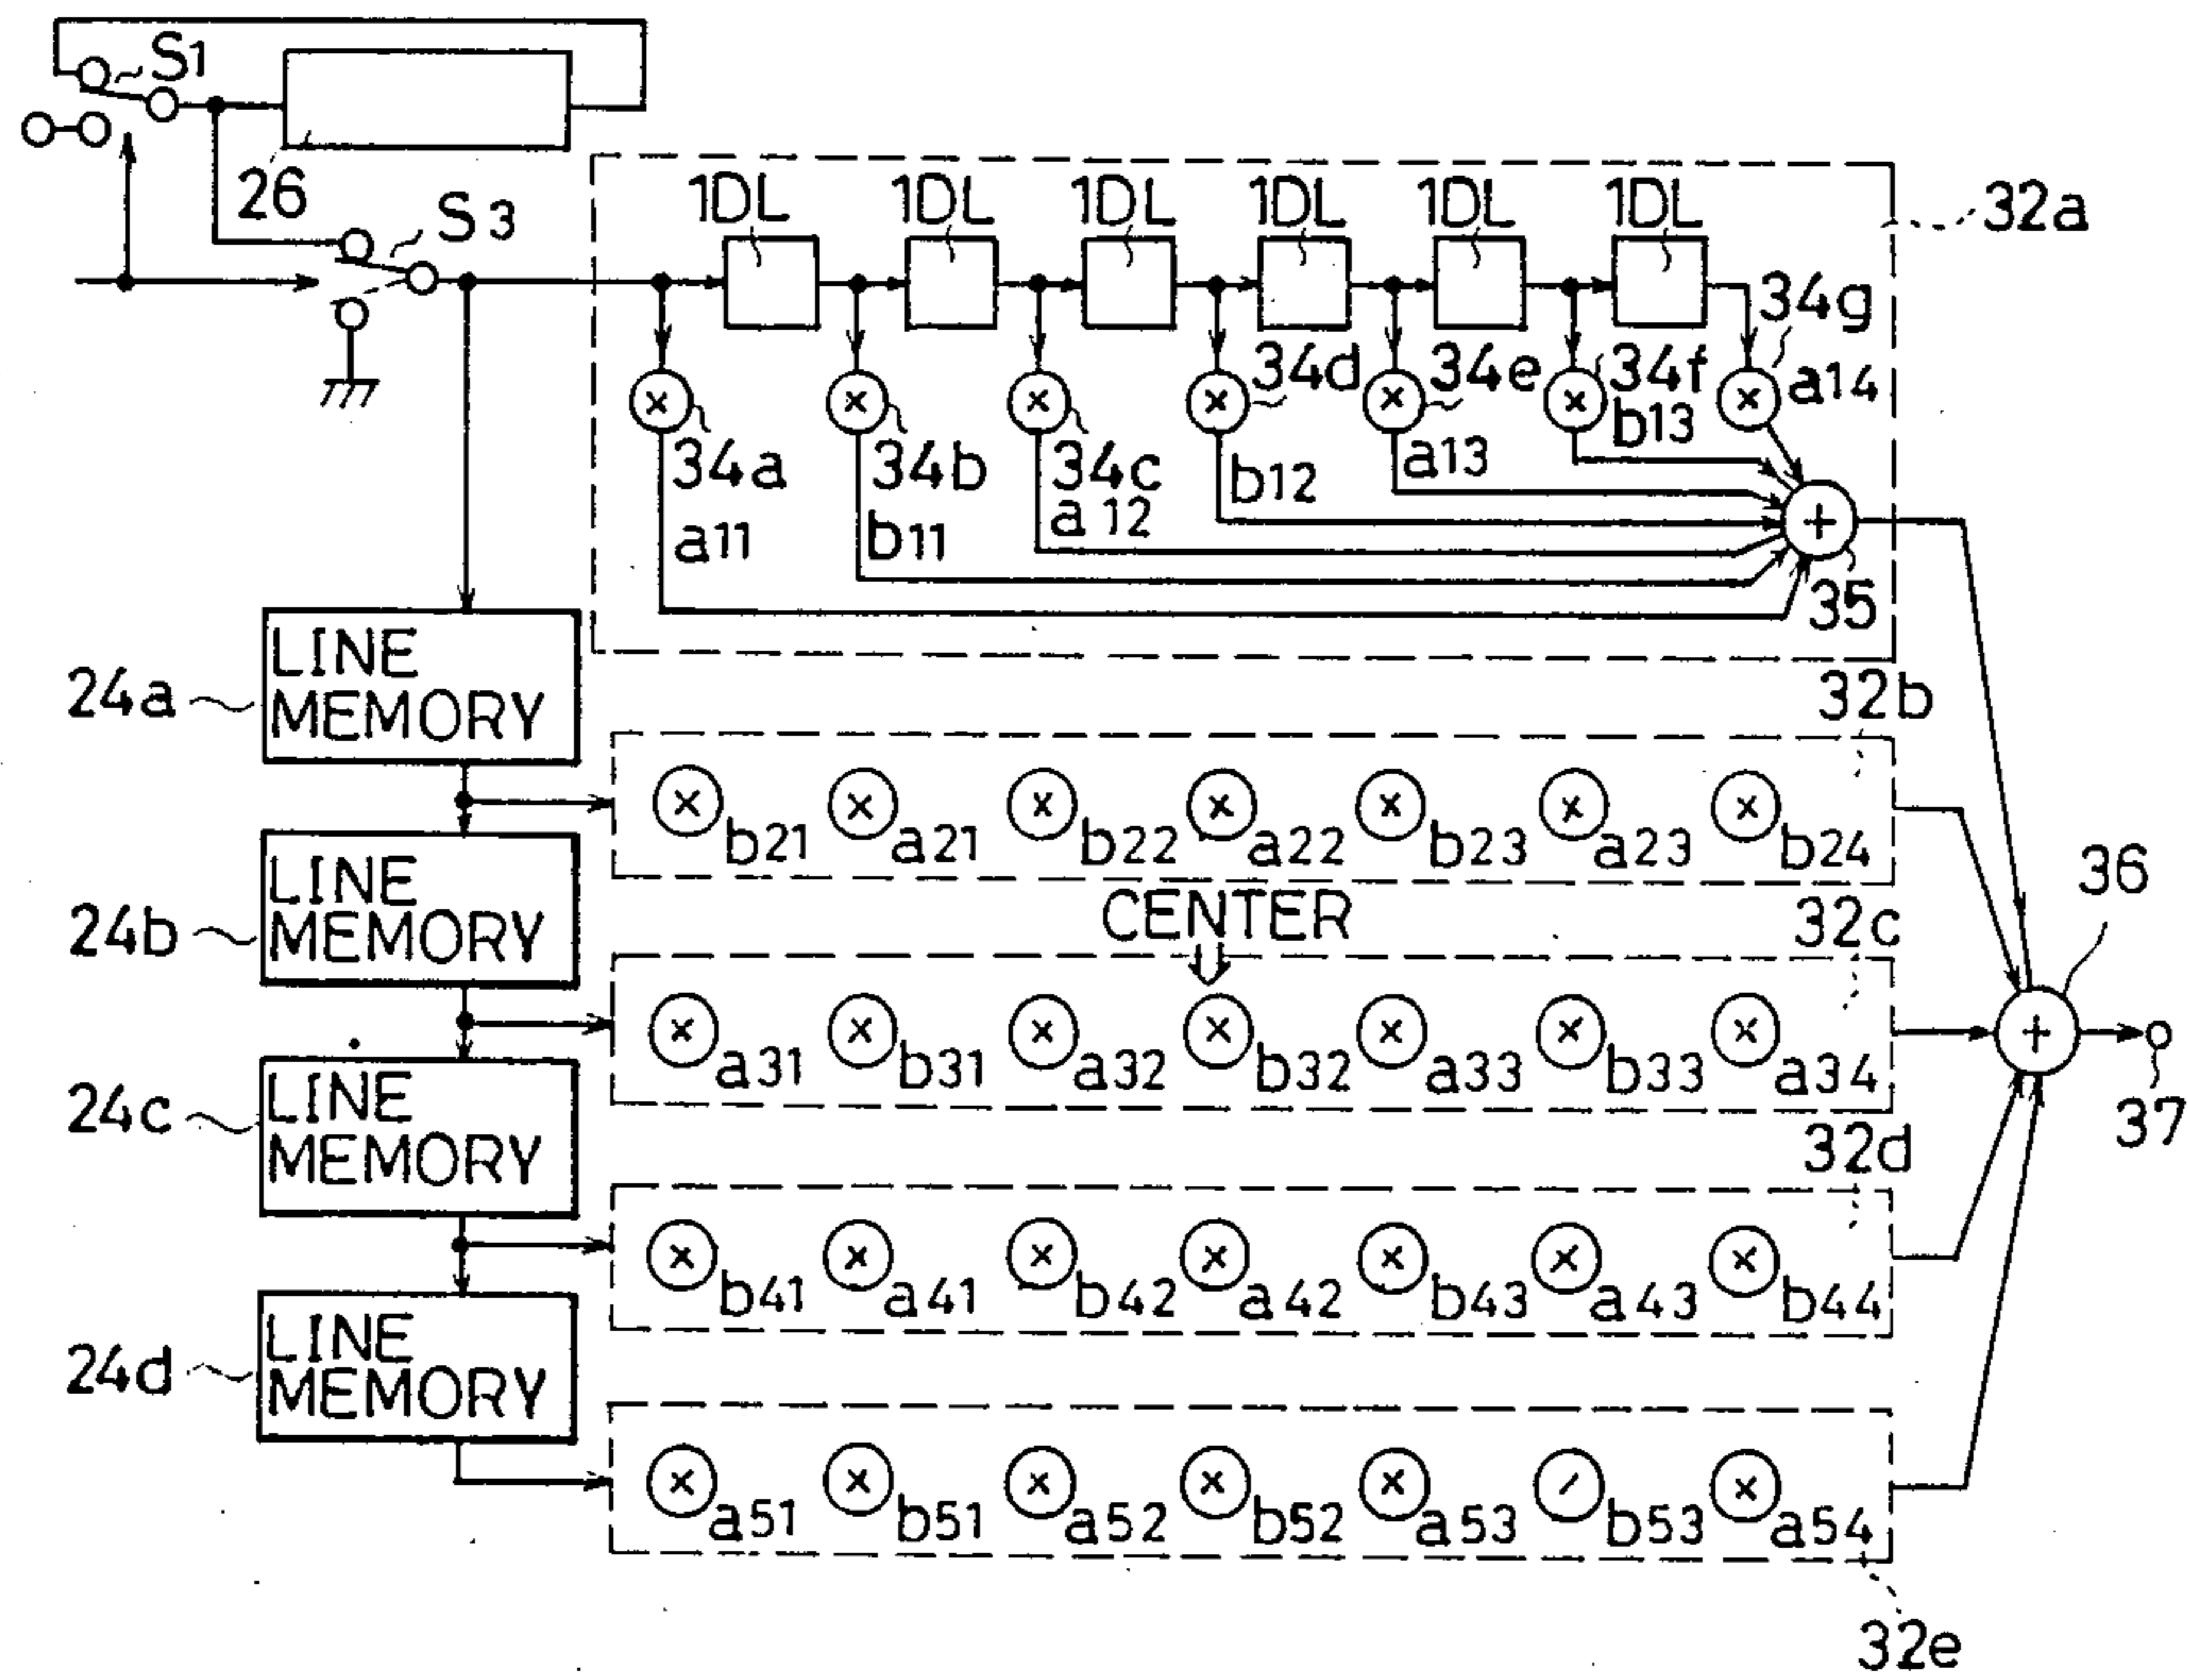 S1
26
S3
1DL 1DL 1DL 1DL 1DL 1DL
32a
34g
34d 34e 34f a14
34a 34b 34c b12 a13 b13
a11 b11 a12
35
LINE MEMORY
24a
32b
b21 a21 b22 a22 b23 a23 b24
LINE MEMORY
24b
CENTER
32c
36
a31 b31 a32 b32 a33 b33 a34
37
LINE MEMORY
24c
32d
b41 a41 b42 a42 b43 a43 b44
LINE MEMORY
24d
a51 b51 a52 b52 a53 b53 a54
32e